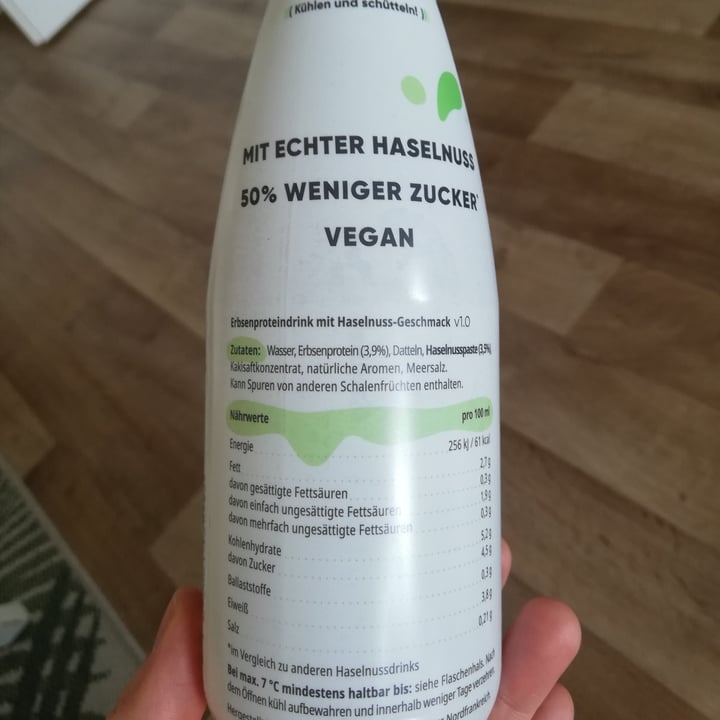 ( Kühlen und schütteln! )
MIT ECHTER HASELNUSS
50% WENIGER ZUCKER*
VEGAN
Erbsenproteindrink mit Haselnuss-Geschmack v1.0
Zutaten: Wasser, Erbsenprotein (3,9%), Datteln, Haselnusspaste (3,5%),
Kakisaftkonzentrat, natürliche Aromen, Meersalz.
Kann Spuren von anderen Schalenfrüchten enthalten.
Nährwerte pro 100 ml
Energie 256 kJ / 61 kcal
Fett 2,7 g
davon gesättigte Fettsäuren 0,3 g
davon einfach ungesättigte Fettsäuren 1,9 g
davon mehrfach ungesättigte Fettsäuren 0,3 g
Kohlenhydrate 5,2 g
davon Zucker 4,5 g
Ballaststoffe 0,3 g
Eiweiß 3,8 g
Salz 0,21 g
*im Vergleich zu anderen Haselnussdrinks
Bei max. 7 °C mindestens haltbar bis: siehe Flaschenhals. Nach
dem Öffnen kühl aufbewahren und innerhalb weniger Tage verzehren.
Hergestellt Nordfrankreich.